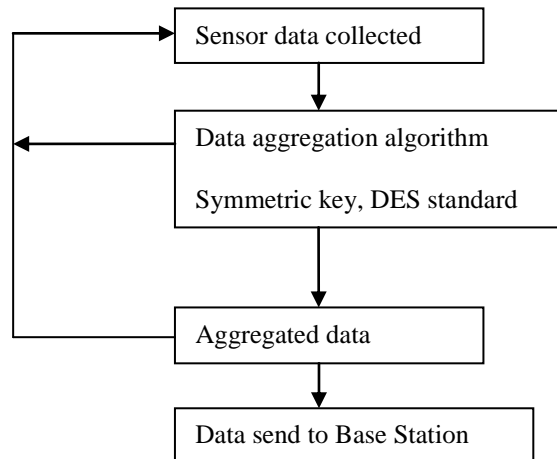 Sensor data collected
Data aggregation algorithm
Symmetric key, DES standard
Aggregated data
Data send to Base Station